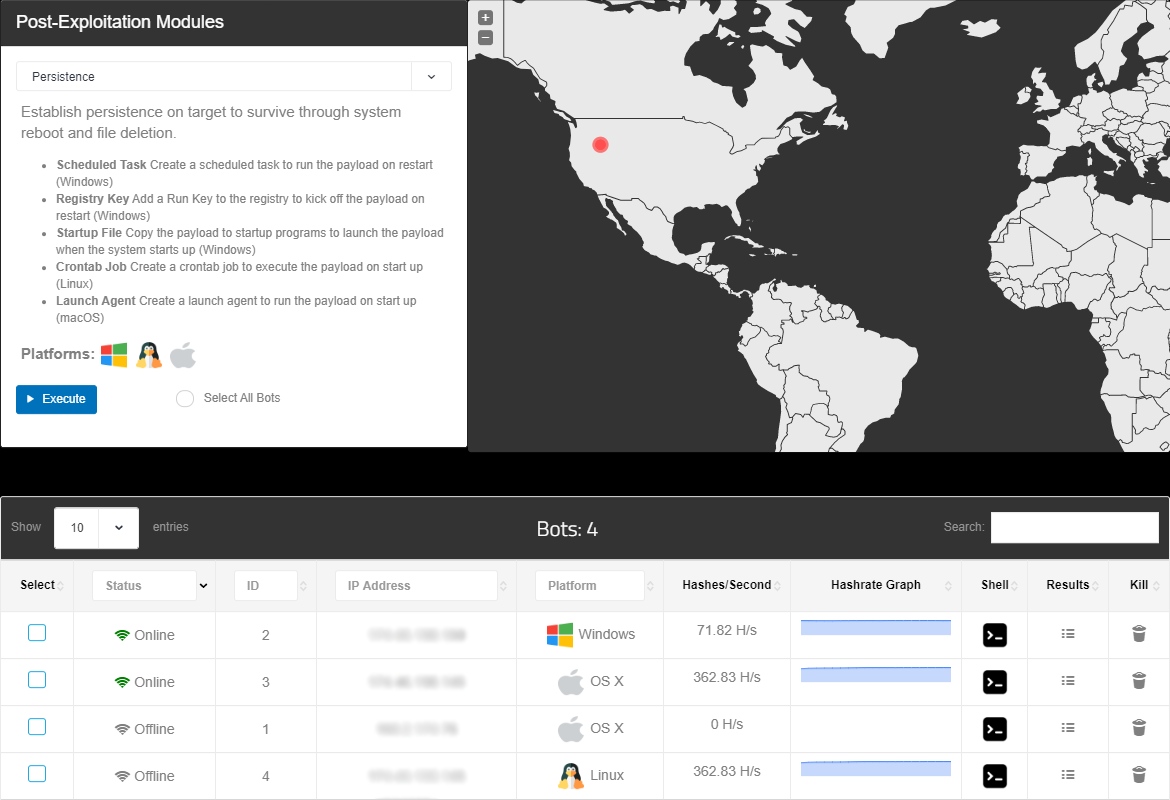 Post-Exploitation Modules
Persistence
Establish persistence on target to survive through system
reboot and file deletion.
• Scheduled Task Create a scheduled task to run the payload on restart
(Windows)
• Registry Key Add a Run Key to the registry to kick off the payload on
restart (Windows)
• Startup File Copy the payload to startup programs to launch the payload
when the system starts up (Windows)
• Crontab Job Create a crontab job to execute the payload on start up
(Linux)
• Launch Agent Create a launch agent to run the payload on start up
(macOS)
Platforms:
Execute Select All Bots
+
−
Show 10 entries Bots: 4 Search:
Select Status ID IP Address Platform Hashes/Second Hashrate Graph Shell Results Kill
Online 2 Windows 71.82 H/s
Online 3 OS X 362.83 H/s
Offline 1 OS X 0 H/s
Offline 4 Linux 362.83 H/s